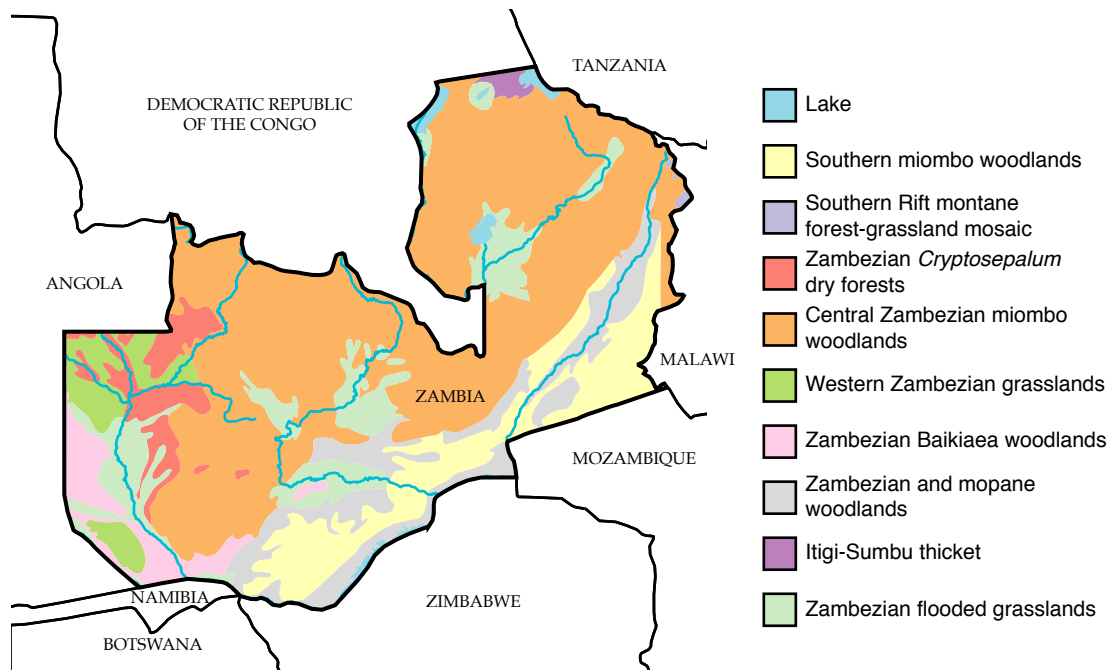 TANZANIA
DEMOCRATIC REPUBLIC
OF THE CONGO
ANGOLA
ZAMBIA
MALAWI
MOZAMBIQUE
NAMIBIA
ZIMBABWE
BOTSWANA
Lake
Southern miombo woodlands
Southern Rift montane
forest-grassland mosaic
Zambezian Cryptosepalum
dry forests
Central Zambezian miombo
woodlands
Western Zambezian grasslands
Zambezian Baikiaea woodlands
Zambezian and mopane
woodlands
Itigi-Sumbu thicket
Zambezian flooded grasslands